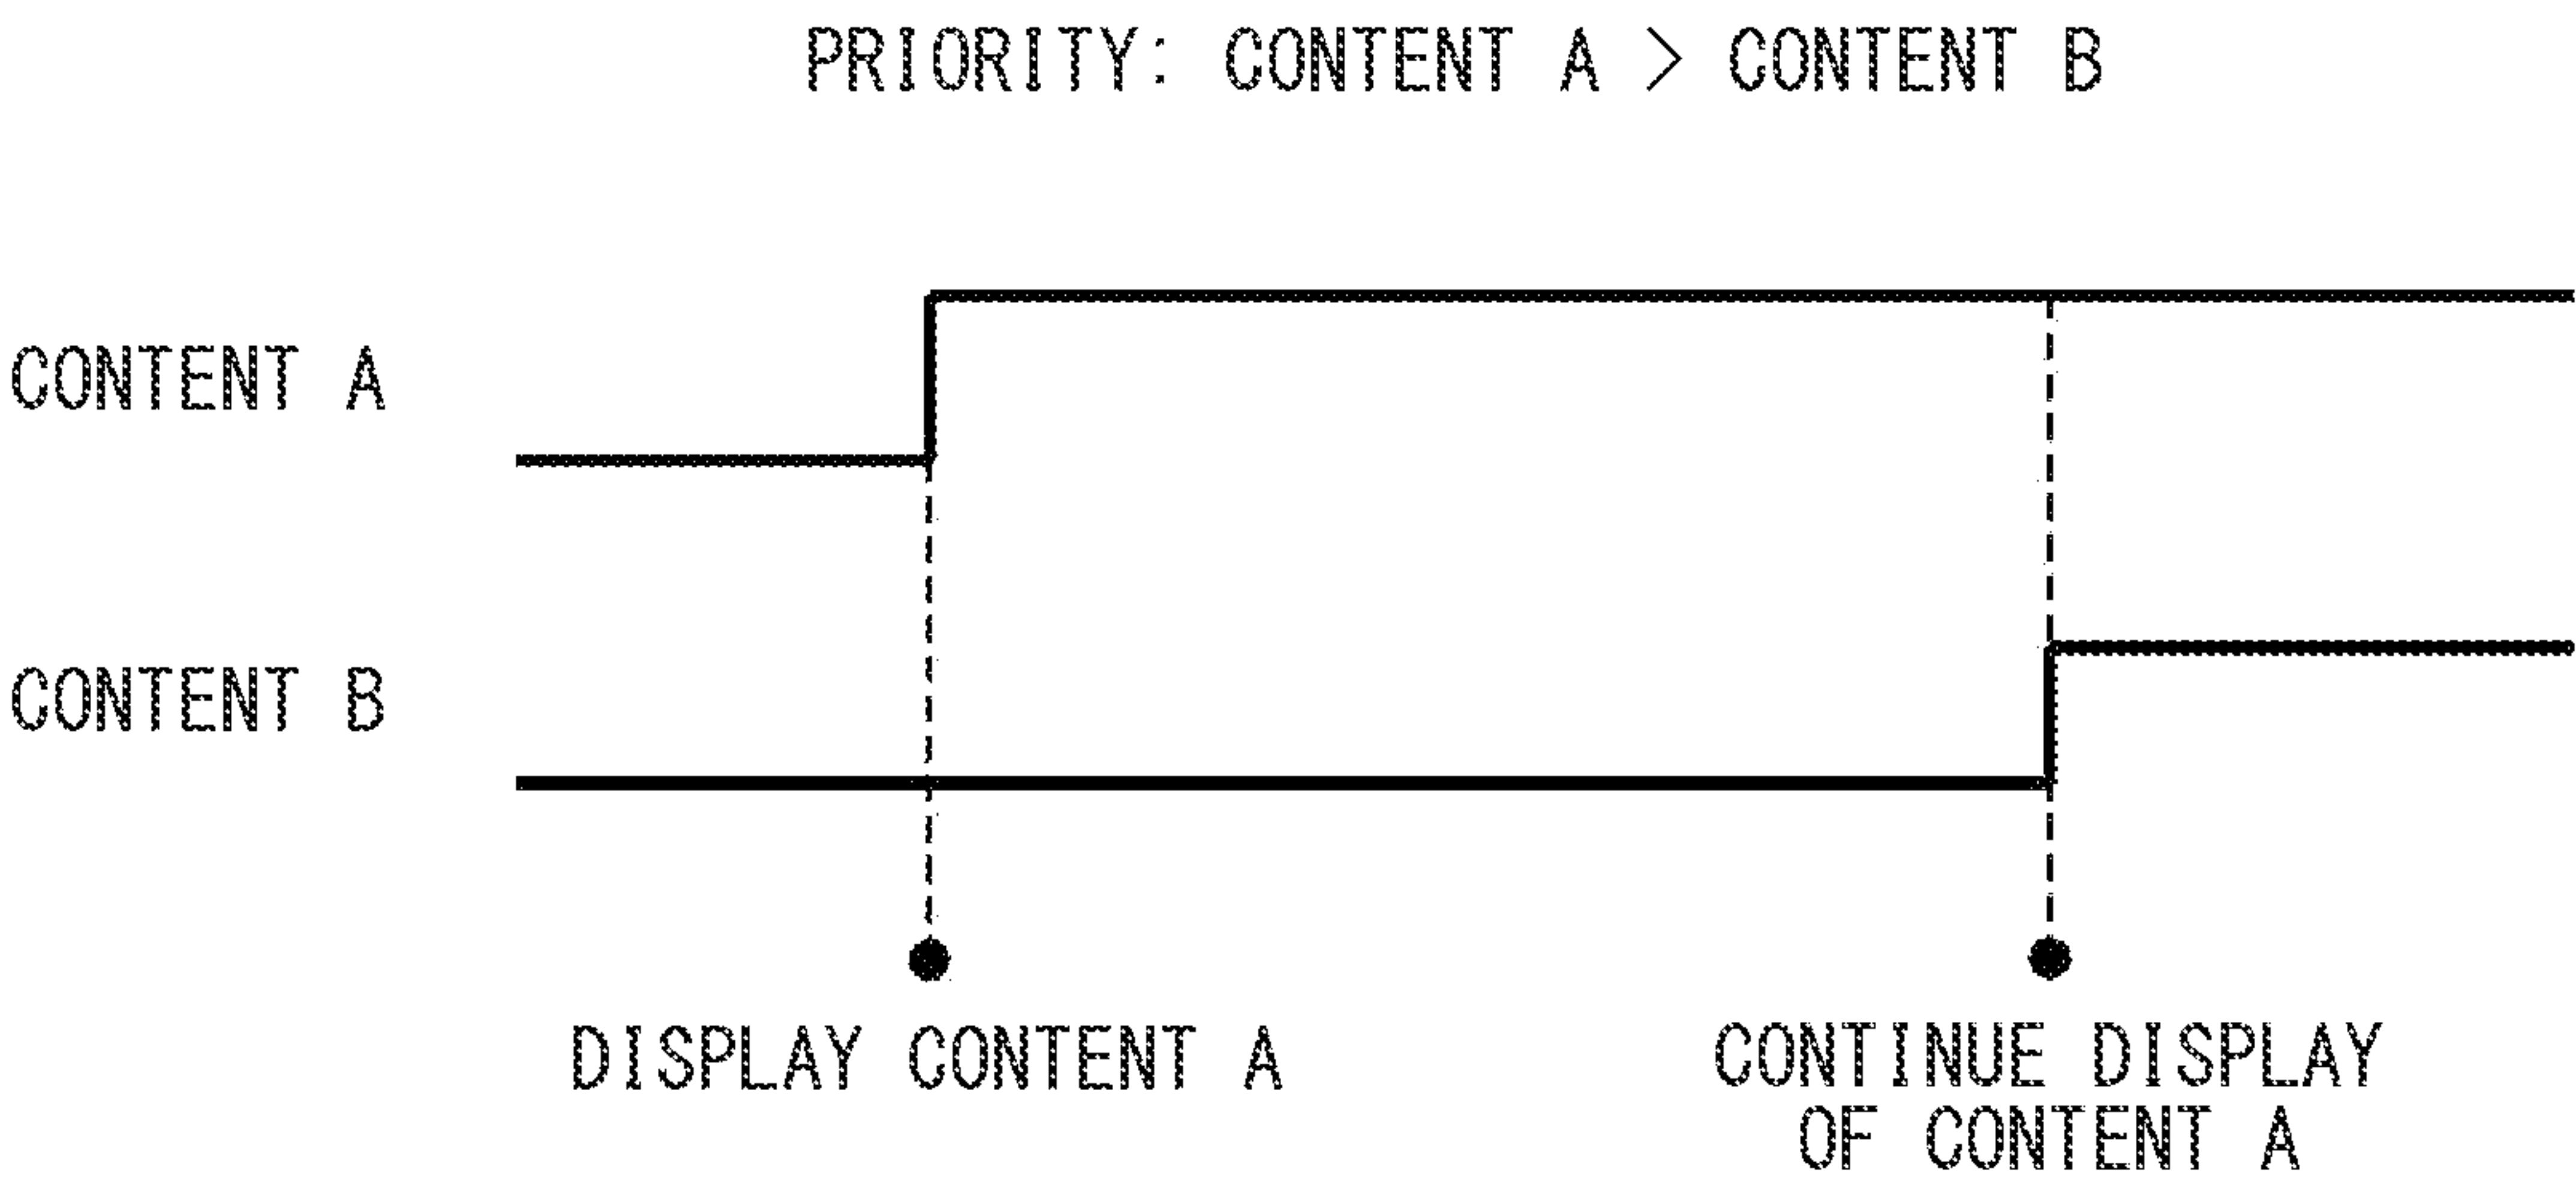 PRIORITY: CONTENT A > CONTENT B
CONTENT A
CONTENT B
DISPLAY CONTENT A
CONTINUE DISPLAY
OF CONTENT A